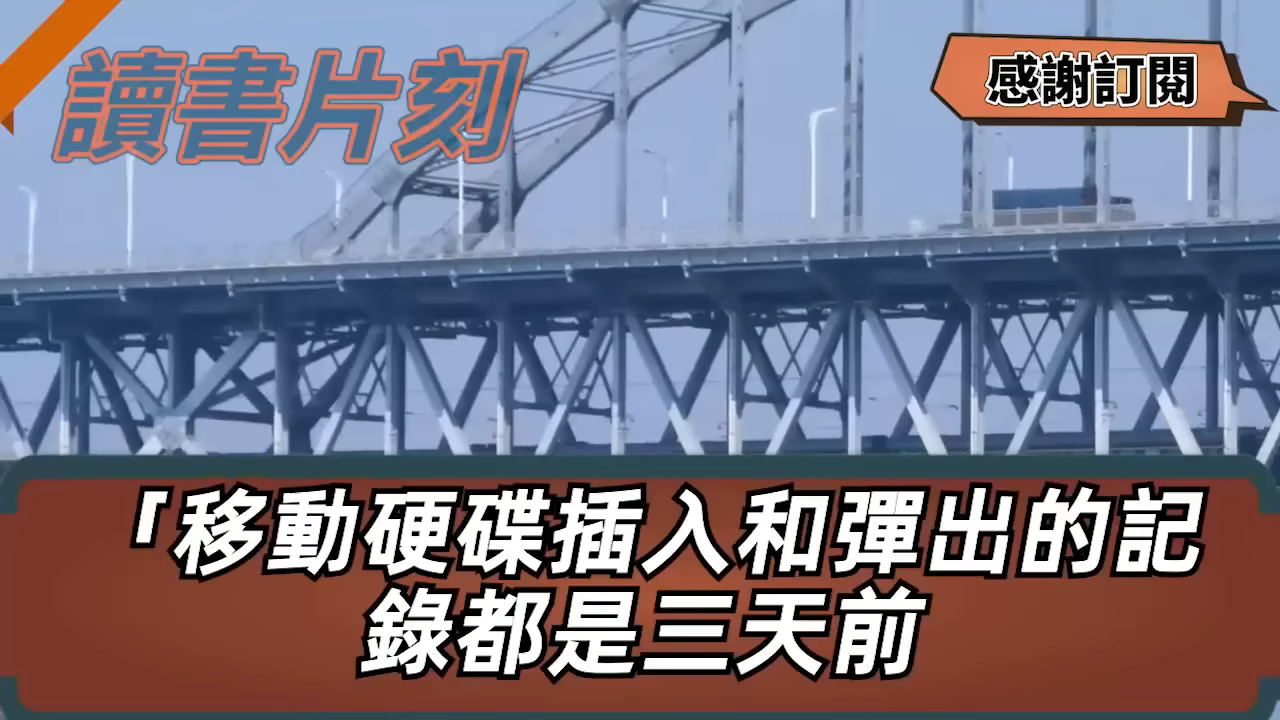 讀書片刻
感謝訂閱
「移動硬碟插入和彈出的記
錄都是三天前